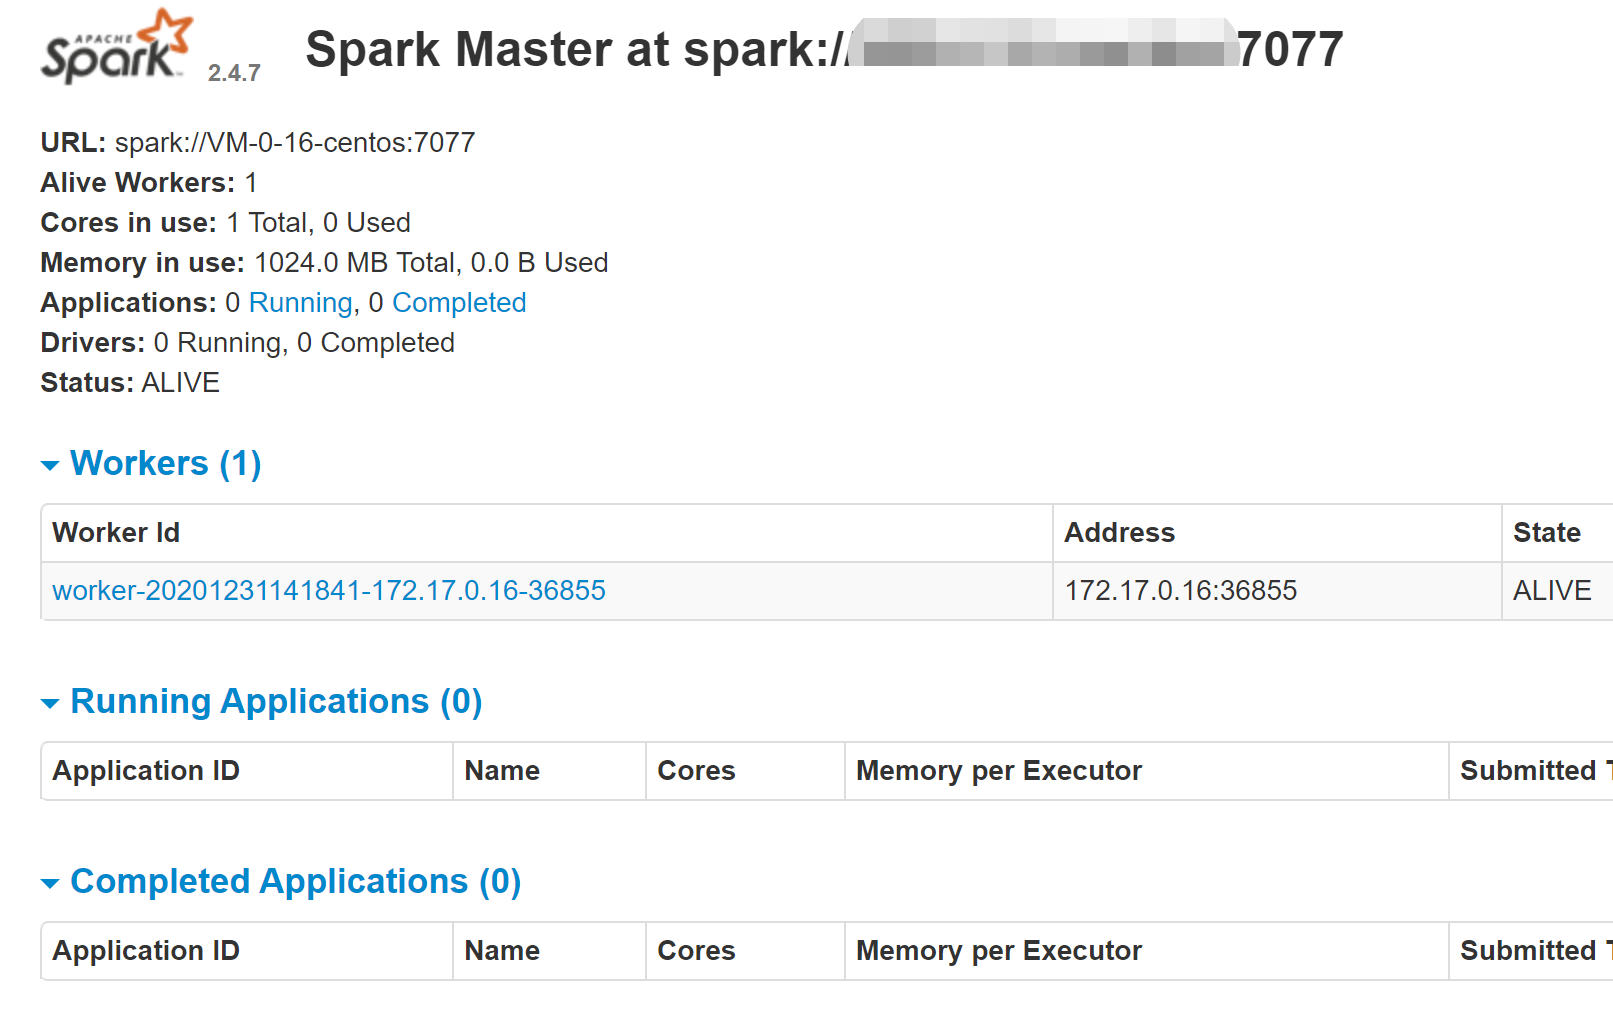 APACHE
Spark 2.4.7
Spark Master at spark:// 7077
URL: spark://VM-0-16-centos:7077
Alive Workers: 1
Cores in use: 1 Total, 0 Used
Memory in use: 1024.0 MB Total, 0.0 B Used
Applications: 0 Running, 0 Completed
Drivers: 0 Running, 0 Completed
Status: ALIVE
Workers (1)
Worker Id Address State
worker-20201231141841-172.17.0.16-36855 172.17.0.16:36855 ALIVE
Running Applications (0)
Application ID Name Cores Memory per Executor Submitted
Completed Applications (0)
Application ID Name Cores Memory per Executor Submitted